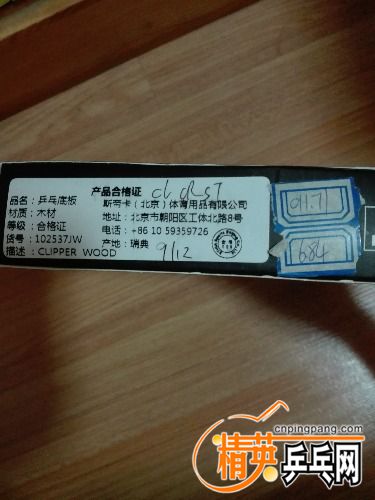 产品合格证 CL CRST
品名：乒乓底板 斯帝卡（北京）体育用品有限公司
材质：木材 地址：北京市朝阳区工体北路8号
等级：合格证 电话：+86 10 59359726
货号：102537JW 产地：瑞典 9/12
描述：CLIPPER WOOD
91.71
684
cnpingpang.com
精英乒乓网